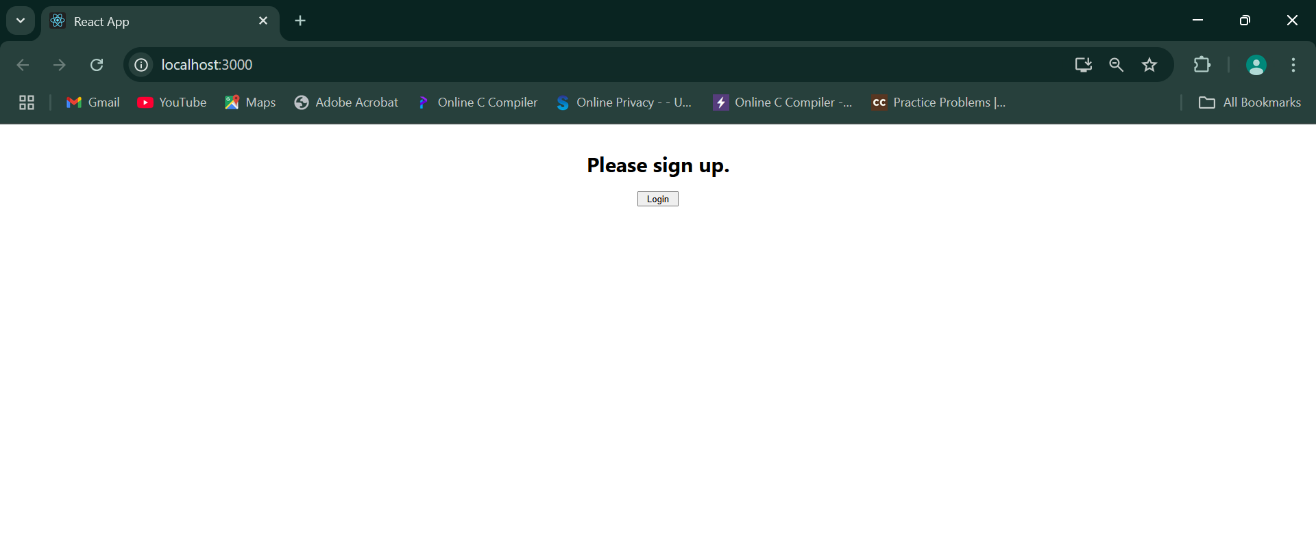 React App
localhost:3000
Gmail YouTube Maps Adobe Acrobat Online C Compiler Online Privacy - - U... Online C Compiler -... CC Practice Problems |... All Bookmarks
Please sign up.
Login